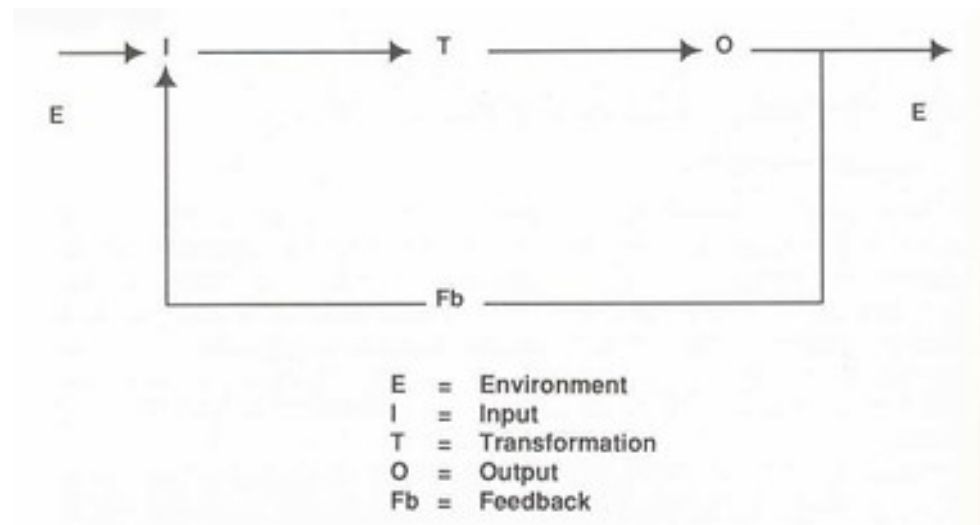 I T O
E E
Fb
E = Environment
I = Input
T = Transformation
O = Output
Fb = Feedback